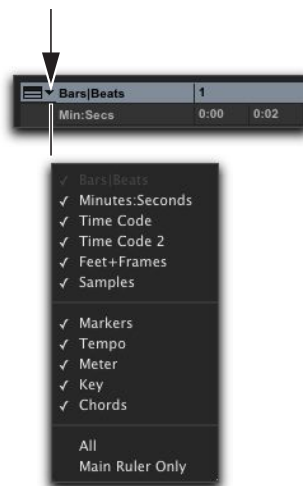 Bars|Beats 1
Min:Secs 0:00 0:02
Bars|Beats
Minutes:Seconds
Time Code
Time Code 2
Feet+Frames
Samples
Markers
Tempo
Meter
Key
Chords
All
Main Ruler Only